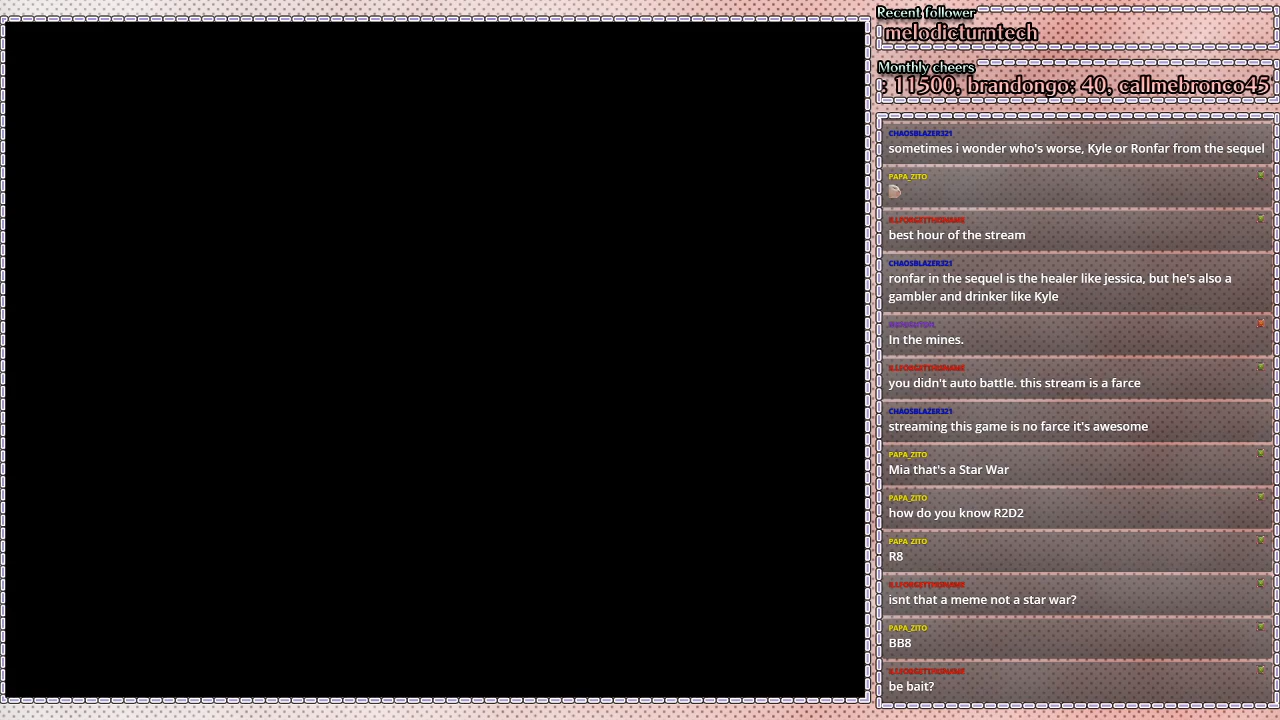 Recent follower
melodicturntech
Monthly cheers
: 11500, brandongo: 40, callmebronco45
CHAOSBLAZER321
sometimes i wonder who's worse, Kyle or Ronfar from the sequel
PAPA_ZITO
best hour of the stream
CHAOSBLAZER321
ronfar in the sequel is the healer like jessica, but he's also a
gambler and drinker like Kyle
In the mines.
you didn't auto battle. this stream is a farce
CHAOSBLAZER321
streaming this game is no farce it's awesome
PAPA_ZITO
Mia that's a Star War
PAPA_ZITO
how do you know R2D2
PAPA_ZITO
R8
isnt that a meme not a star war?
PAPA_ZITO
BB8
be bait?